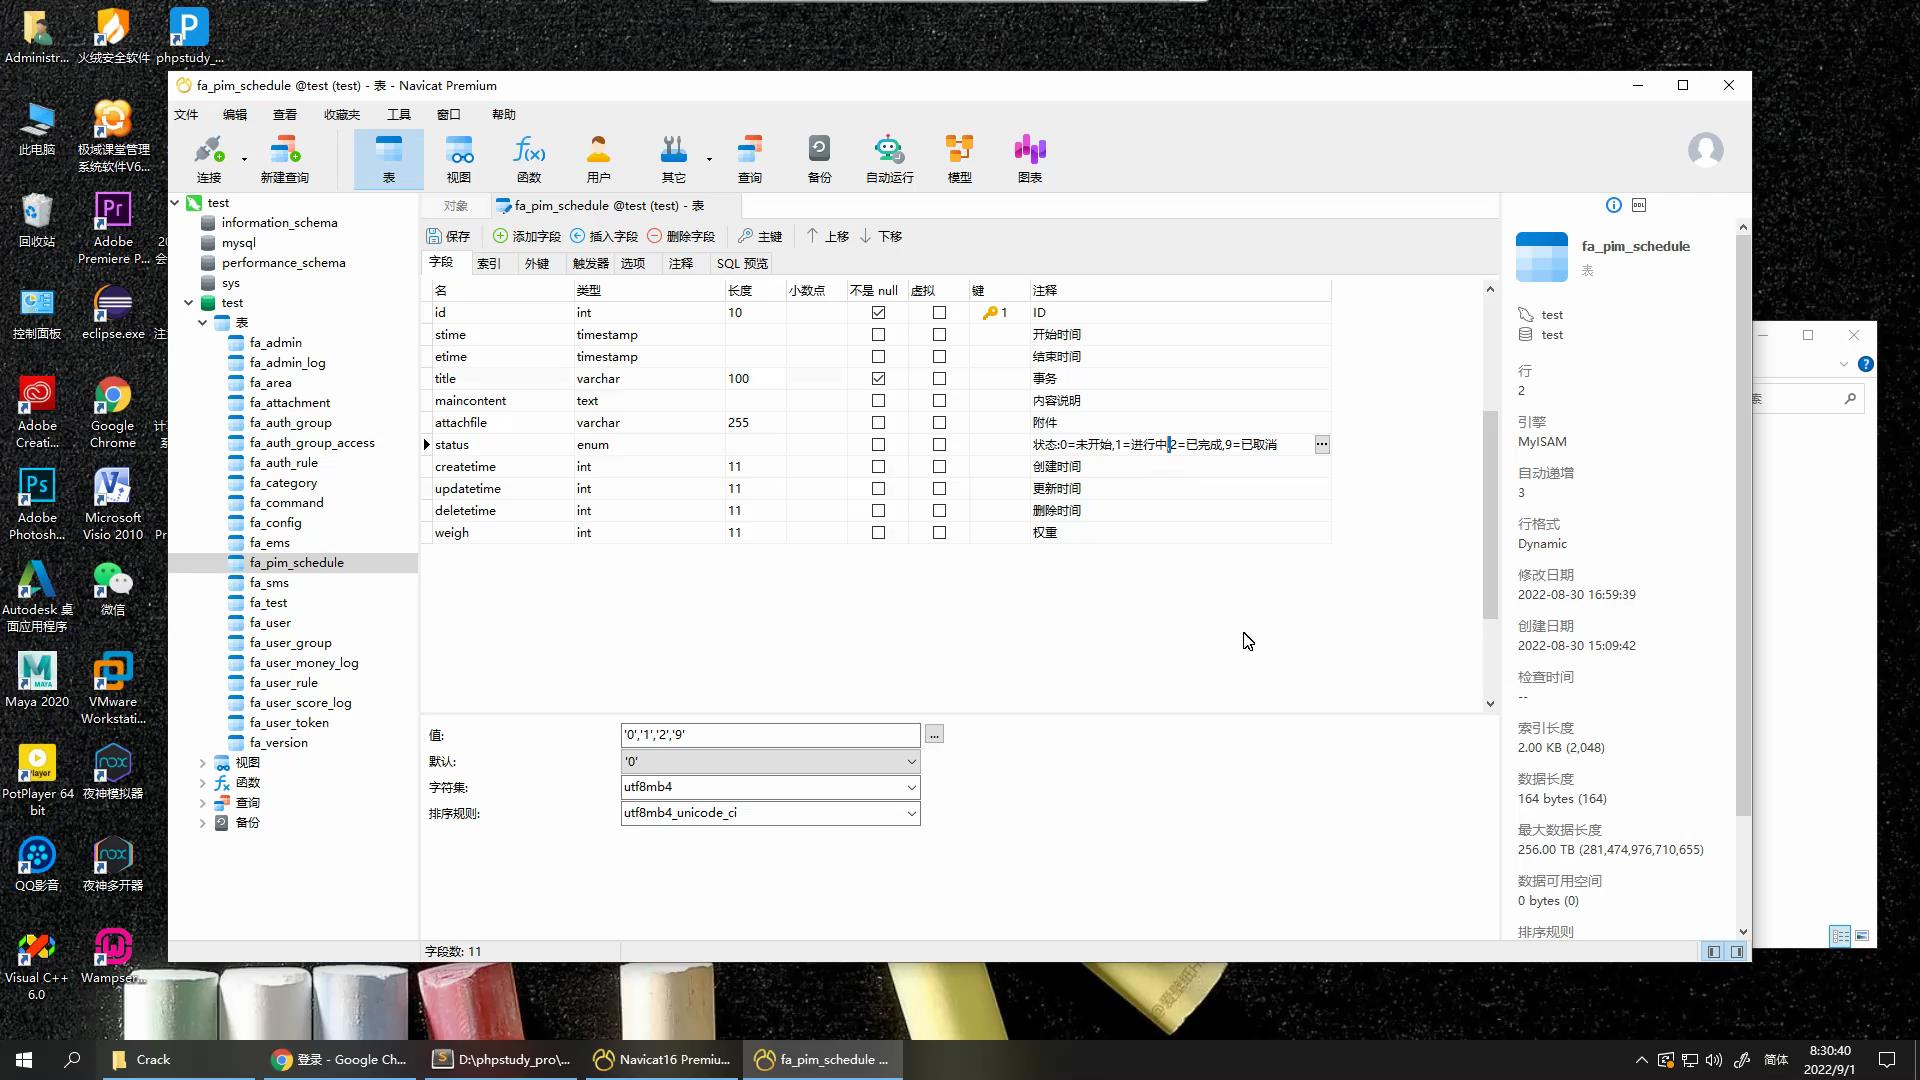 Administr...
火绒安全软件
phpstudy_...
此电脑
极域课堂管理
系统软件V6...
回收站
Adobe
Premiere P...
控制面板
eclipse.exe
Adobe
Creati...
Google
Chrome
Adobe
Photosh...
Microsoft
Visio 2010
Autodesk 桌
面应用程序
微信
Maya 2020
VMware
Workstati...
PotPlayer 64
bit
夜神模拟器
QQ影音
夜神多开器
Visual C++
6.0
Wampser...
fa_pim_schedule @test (test) - 表 - Navicat Premium
文件 编辑 查看 收藏夹 工具 窗口 帮助
连接 新建查询 表 视图 函数 用户 其它 查询 备份 自动运行 模型 图表
test
information_schema
mysql
performance_schema
sys
test
表
fa_admin
fa_admin_log
fa_area
fa_attachment
fa_auth_group
fa_auth_group_access
fa_auth_rule
fa_category
fa_command
fa_config
fa_ems
fa_pim_schedule
fa_sms
fa_test
fa_user
fa_user_group
fa_user_money_log
fa_user_rule
fa_user_score_log
fa_user_token
fa_version
视图
函数
查询
备份
对象 fa_pim_schedule @test (test) - 表
保存 添加字段 插入字段 删除字段 主键 上移 下移
字段 索引 外键 触发器 选项 注释 SQL 预览
名 类型 长度 小数点 不是 null 虚拟 键 注释
id int 10 1 ID
stime timestamp 开始时间
etime timestamp 结束时间
title varchar 100 事务
maincontent text 内容说明
attachfile varchar 255 附件
status enum 状态:0=未开始,1=进行中,2=已完成,9=已取消 ...
createtime int 11 创建时间
updatetime int 11 更新时间
deletetime int 11 删除时间
weigh int 11 权重
值: '0','1','2','9' ...
默认: '0'
字符集: utf8mb4
排序规则: utf8mb4_unicode_ci
字段数: 11
fa_pim_schedule
表
test
test
行
2
引擎
MyISAM
自动递增
3
行格式
Dynamic
修改日期
2022-08-30 16:59:39
创建日期
2022-08-30 15:09:42
检查时间
--
索引长度
2.00 KB (2,048)
数据长度
164 bytes (164)
最大数据长度
256.00 TB (281,474,976,710,655)
数据可用空间
0 bytes (0)
排序规则
Crack
登录 - Google Ch...
D:\phpstudy_pro\...
Navicat16 Premiu...
fa_pim_schedule ...
简体
8:30:40
2022/9/1